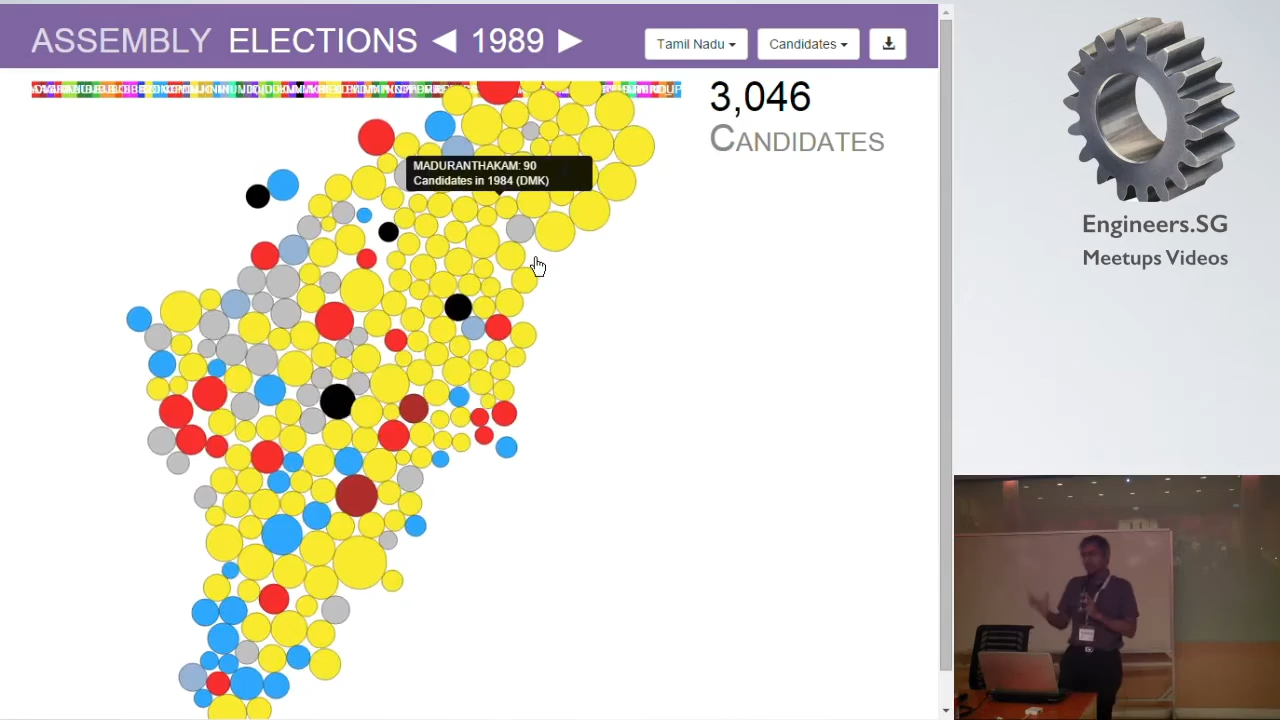 ASSEMBLY ELECTIONS ◀ 1989 ▶
Tamil Nadu
Candidates
3,046
CANDIDATES
MADURANTHAKAM: 90
Candidates in 1984 (DMK)
Engineers.SG
Meetups Videos